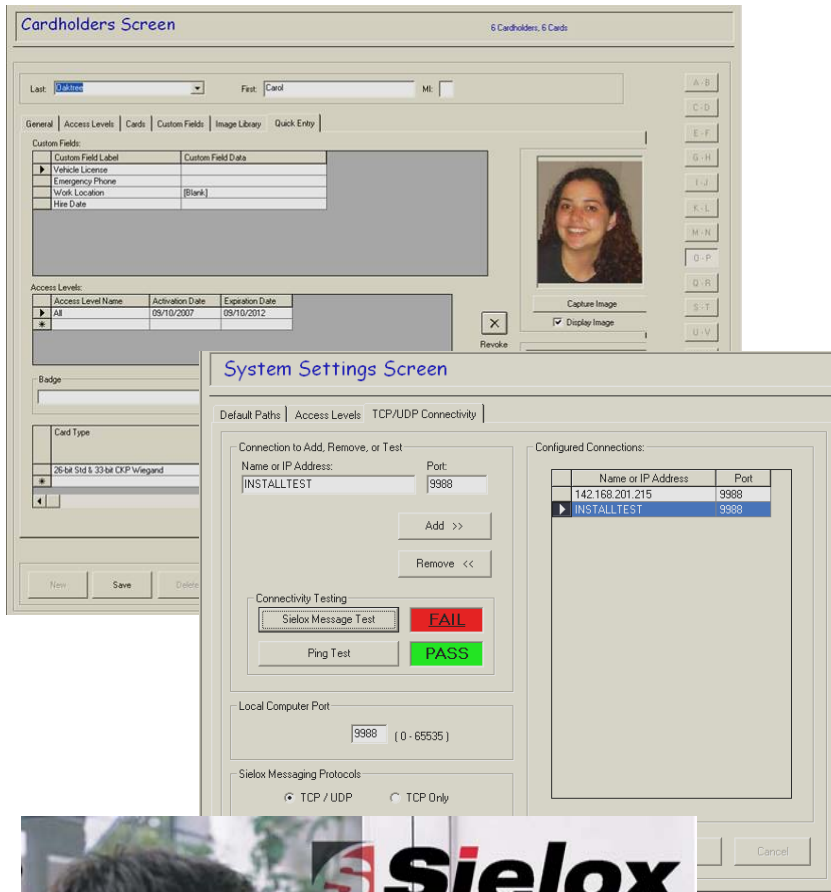 Cardholders Screen
6 Cardholders, 6 Cards
Last: Oaktree First: Carol MI:
General Access Levels Cards Custom Fields Image Library Quick Entry
Custom Fields:
Custom Field Label Custom Field Data
Vehicle License
Emergency Phone
Work Location [Blank]
Hire Date
Access Levels:
Access Level Name Activation Date Expiration Date
All 09/10/2007 09/10/2012
Revoke
Capture Image
Display Image
A - B
C - D
E - F
G - H
I - J
K - L
M - N
O - P
Q - R
S - T
U - V
Badge
Card Type
26-bit Std & 33-bit CKP Wiegand
New Save Delete
System Settings Screen
Default Paths Access Levels TCP/UDP Connectivity
Connection to Add, Remove, or Test
Name or IP Address: Port:
INSTALLTEST 9988
Add >>
Remove <<
Connectivity Testing
Sielox Message Test FAIL
Ping Test PASS
Local Computer Port
9988 ( 0 - 65535 )
Sielox Messaging Protocols
TCP / UDP TCP Only
Configured Connections:
Name or IP Address Port
142.168.201.215 9988
INSTALLTEST 9988
Cancel
Sielox